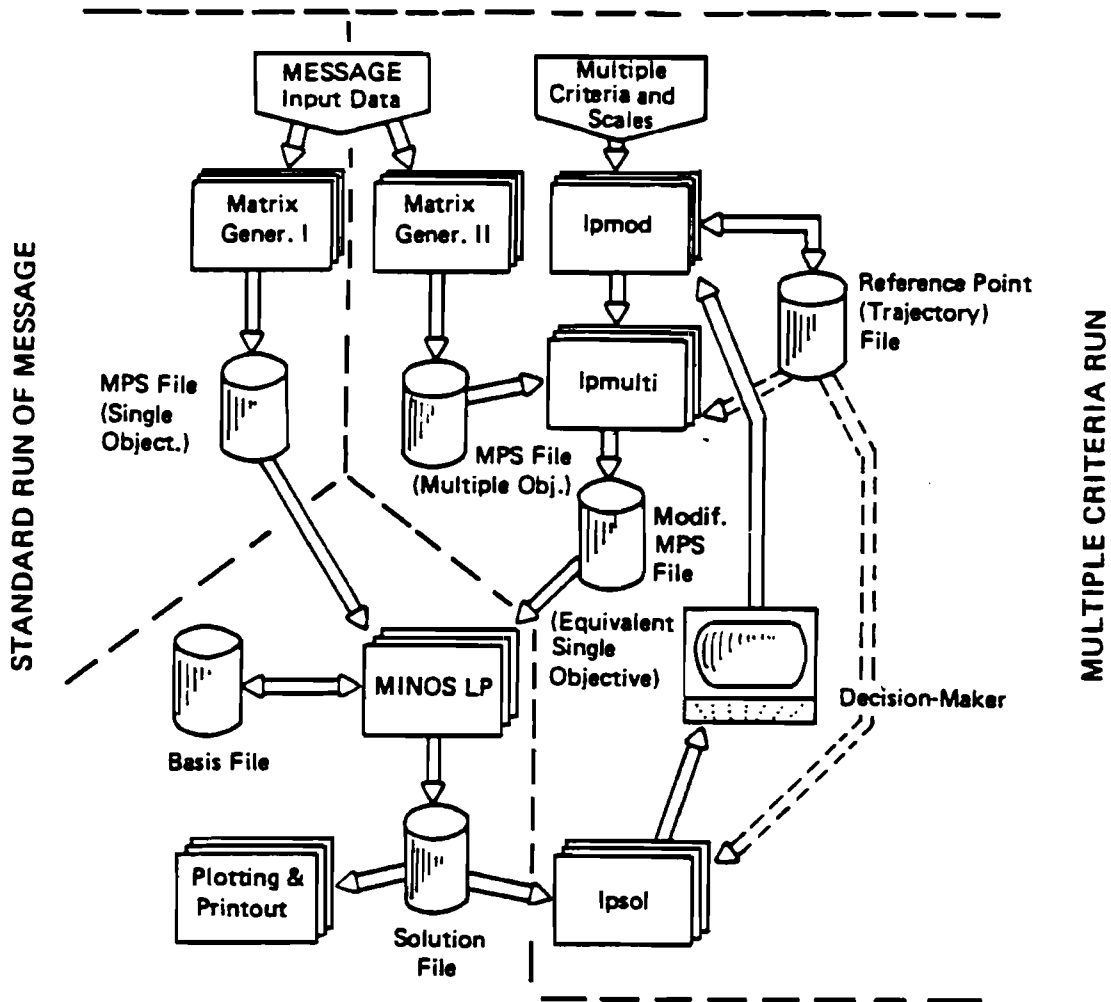 MESSAGE
Input Data
Multiple
Criteria and
Scales
Matrix
Gener. I
Matrix
Gener. II
lpmod
Reference Point
(Trajectory)
File
lpmulti
MPS File
(Single
Object.)
MPS File
(Multiple Obj.)
Modif.
MPS
File
(Equivalent
Single
Objective)
MINOS LP
Basis File
Decision-Maker
Plotting &
Printout
Solution
File
lpsol
STANDARD RUN OF MESSAGE
MULTIPLE CRITERIA RUN